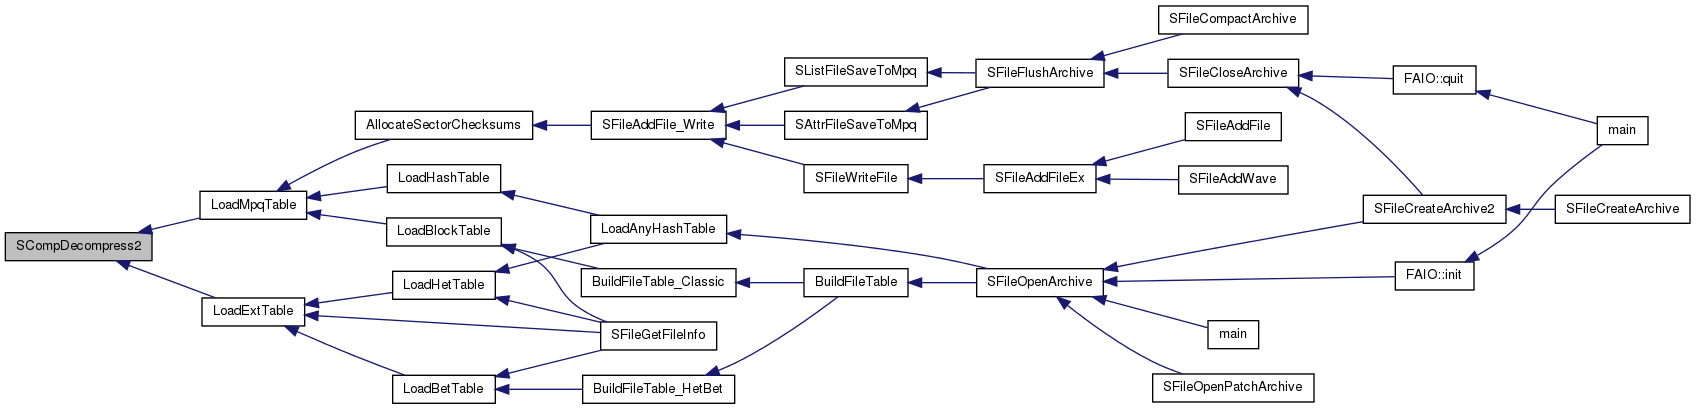 SFileCompactArchive
SListFileSaveToMpq
SFileFlushArchive
SFileCloseArchive
FAIO::quit
AllocateSectorChecksums
SFileAddFile_Write
SAttrFileSaveToMpq
SFileAddFile
main
LoadHashTable
SFileWriteFile
SFileAddFileEx
SFileAddWave
LoadMpqTable
SFileCreateArchive2
SFileCreateArchive
LoadBlockTable
LoadAnyHashTable
SCompDecompress2
LoadHetTable
BuildFileTable_Classic
BuildFileTable
SFileOpenArchive
FAIO::init
LoadExtTable
SFileGetFileInfo
main
LoadBetTable
BuildFileTable_HetBet
SFileOpenPatchArchive